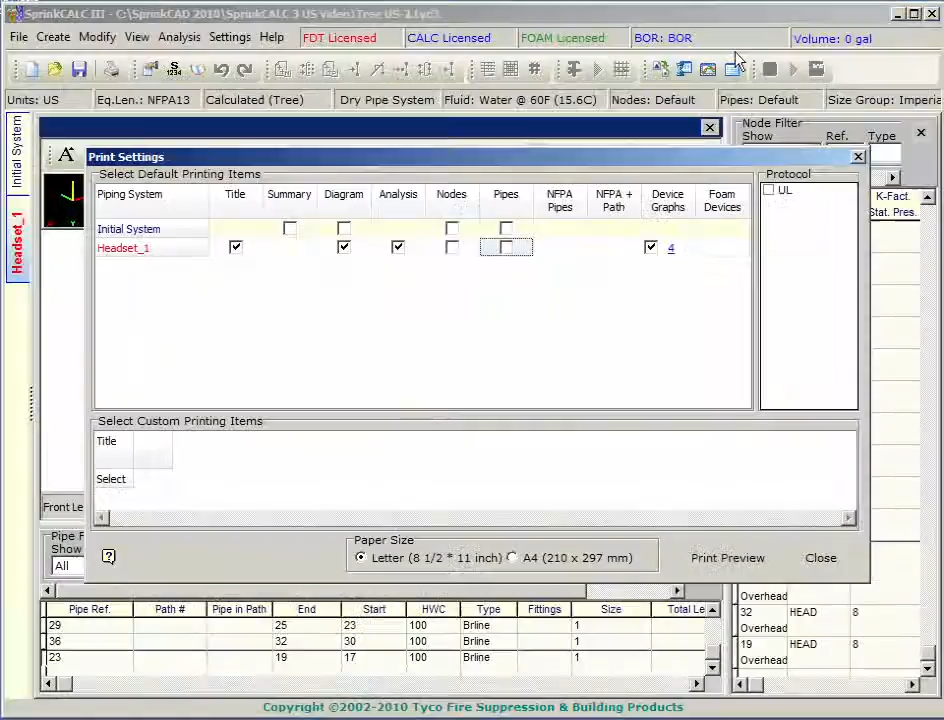 SprinkCALC III - C:\SprinkCAD 2010\SprinkCALC 3 US Video\Tree US-2.lyc3
File Create Modify View Analysis Settings Help FDT Licensed CALC Licensed FOAM Licensed BOR: BOR Volume: 0 gal
Units: US Eq.Len.: NFPA13 Calculated (Tree) Dry Pipe System Fluid: Water @ 60F (15.6C) Nodes: Default Pipes: Default Size Group: Imperia
Initial System
Headset_1
Node Filter
Show Ref. Type
K-Fact.
Stat. Pres.
Print Settings
Select Default Printing Items
Piping System Title Summary Diagram Analysis Nodes Pipes NFPA Pipes NFPA + Path Device Graphs Foam Devices
Initial System
Headset_1 4
Protocol
UL
Select Custom Printing Items
Title
Select
Paper Size
Letter (8 1/2 * 11 inch) A4 (210 x 297 mm)
Print Preview Close
Front Le
Pipe F
Show
All
Pipe Ref. Path # Pipe in Path End Start HWC Type Fittings Size Total Le
29 25 23 100 Brline 1
36 32 30 100 Brline 1
23 19 17 100 Brline 1
Overhead
32 HEAD 8
Overhead
19 HEAD 8
Overhead
Copyright ©2002-2010 Tyco Fire Suppression & Building Products